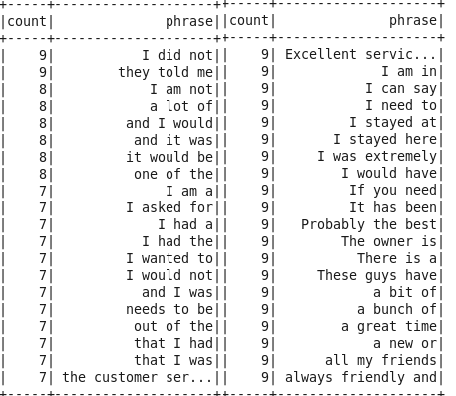 +-----+--------------------++-----+--------------------+
|count|              phrase||count|              phrase|
+-----+--------------------++-----+--------------------+
|    9|           I did not||    9| Excellent servic...|
|    9|        they told me||    9|             I am in|
|    8|            I am not||    9|           I can say|
|    8|            a lot of||    9|           I need to|
|    8|         and I would||    9|         I stayed at|
|    8|          and it was||    9|       I stayed here|
|    8|         it would be||    9|     I was extremely|
|    8|          one of the||    9|        I would have|
|    7|              I am a||    9|         If you need|
|    7|         I asked for||    9|         It has been|
|    7|             I had a||    9|   Probably the best|
|    7|           I had the||    9|        The owner is|
|    7|         I wanted to||    9|          There is a|
|    7|         I would not||    9|     These guys have|
|    7|           and I was||    9|            a bit of|
|    7|         needs to be||    9|          a bunch of|
|    7|          out of the||    9|        a great time|
|    7|          that I had||    9|            a new or|
|    7|          that I was||    9|      all my friends|
|    7| the customer ser...||    9| always friendly and|
+-----+--------------------++-----+--------------------+